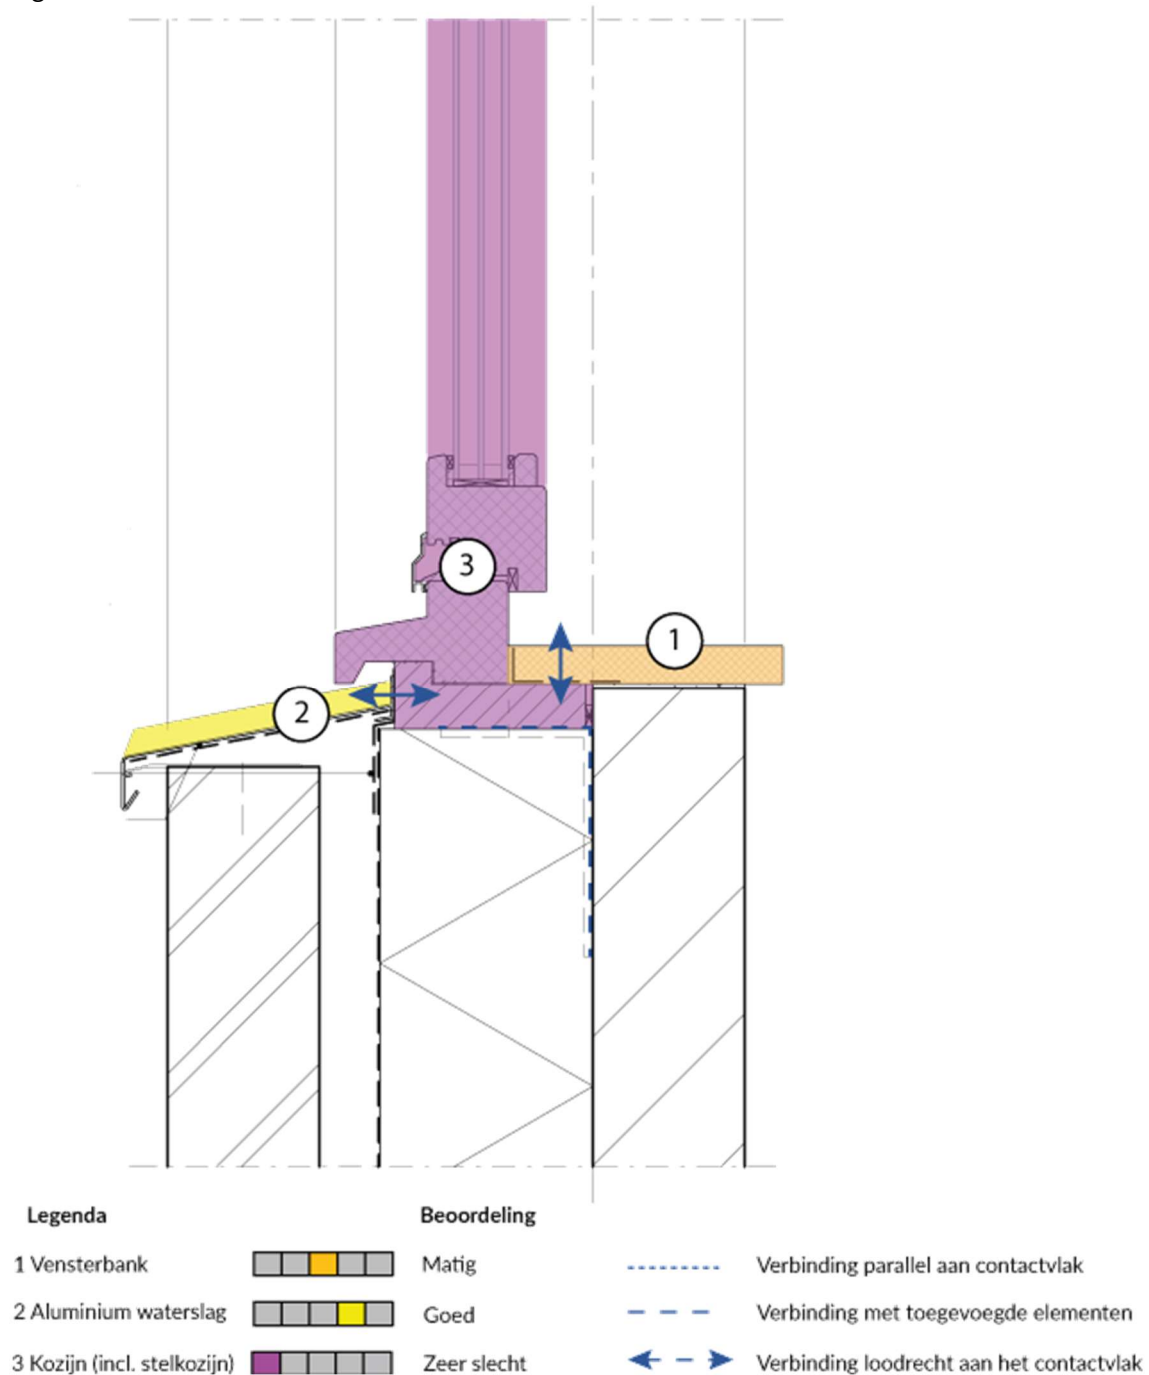 3
1
2
Legenda
Beoordeling
1 Vensterbank
Matig
Verbinding parallel aan contactvlak
2 Aluminium waterslag
Goed
Verbinding met toegevoegde elementen
3 Kozijn (incl. stelkozijn)
Zeer slecht
Verbinding loodrecht aan het contactvlak